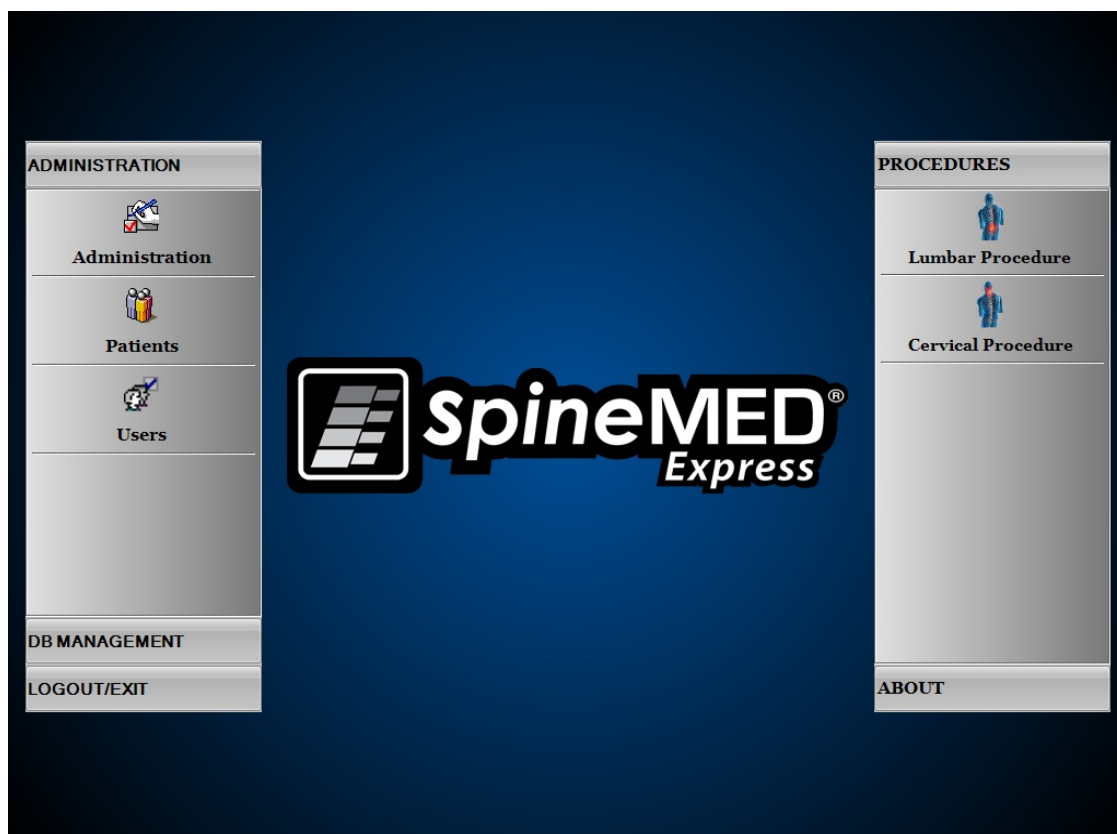 ADMINISTRATION
Administration
Patients
Users
DB MANAGEMENT
LOGOUT/EXIT
SpineMED®
Express
PROCEDURES
Lumbar Procedure
Cervical Procedure
ABOUT